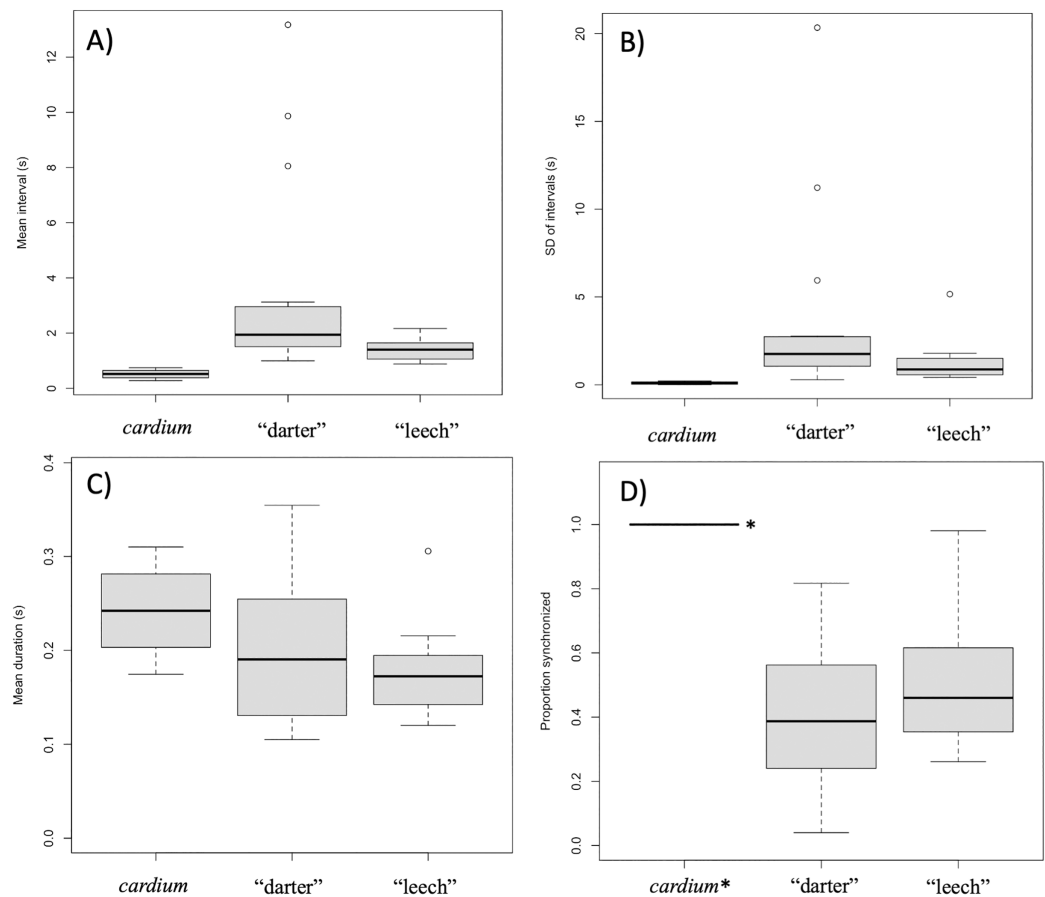 A)
Mean interval (s)
12
10
8
6
4
2
0
cardium “darter” “leech”
B)
SD of intervals (s)
20
15
10
5
0
cardium “darter” “leech”
C)
Mean duration (s)
0.4
0.3
0.2
0.1
0.0
cardium “darter” “leech”
D)
Proportion synchronized
1.0
0.8
0.6
0.4
0.2
0.0
*
cardium* “darter” “leech”